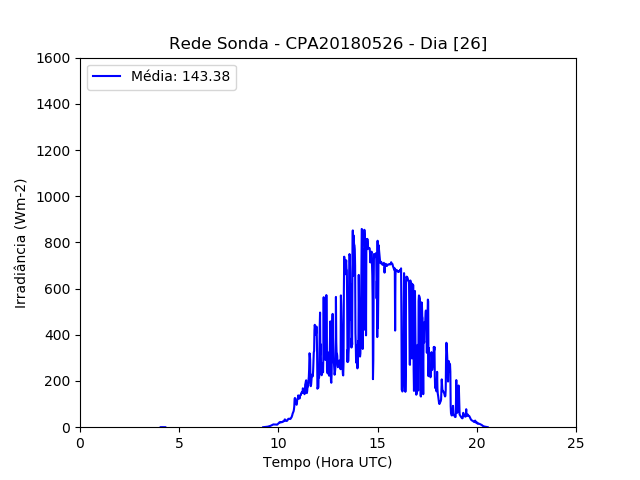 Rede Sonda - CPA20180526 - Dia [26]
Média: 143.38
Irradiância (Wm-2)
1600
1400
1200
1000
800
600
400
200
0
0 5 10 15 20 25
Tempo (Hora UTC)